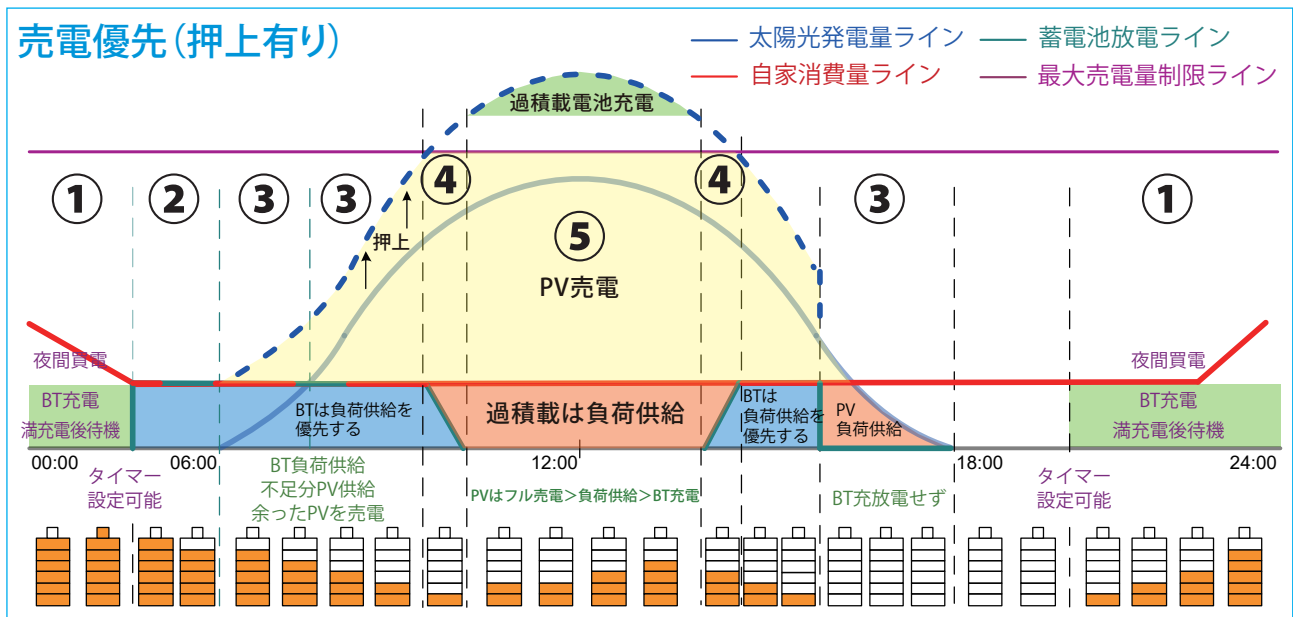 売電優先(押上有り)
太陽光発電量ライン
蓄電池放電ライン
自家消費量ライン
最大売電量制限ライン
過積載電池充電
①
②
③
③
④
④
③
①
押上
⑤
PV売電
夜間買電
夜間買電
BT充電
満充電後待機
BTは負荷供給を
優先する
過積載は負荷供給
BTは
負荷供給を
優先する
PV
負荷供給
BT充電
満充電後待機
00:00
06:00
12:00
18:00
24:00
タイマー
設定可能
BT負荷供給
不足分PV供給
余ったPVを売電
PVはフル売電>負荷供給>BT充電
BT充放電せず
タイマー
設定可能